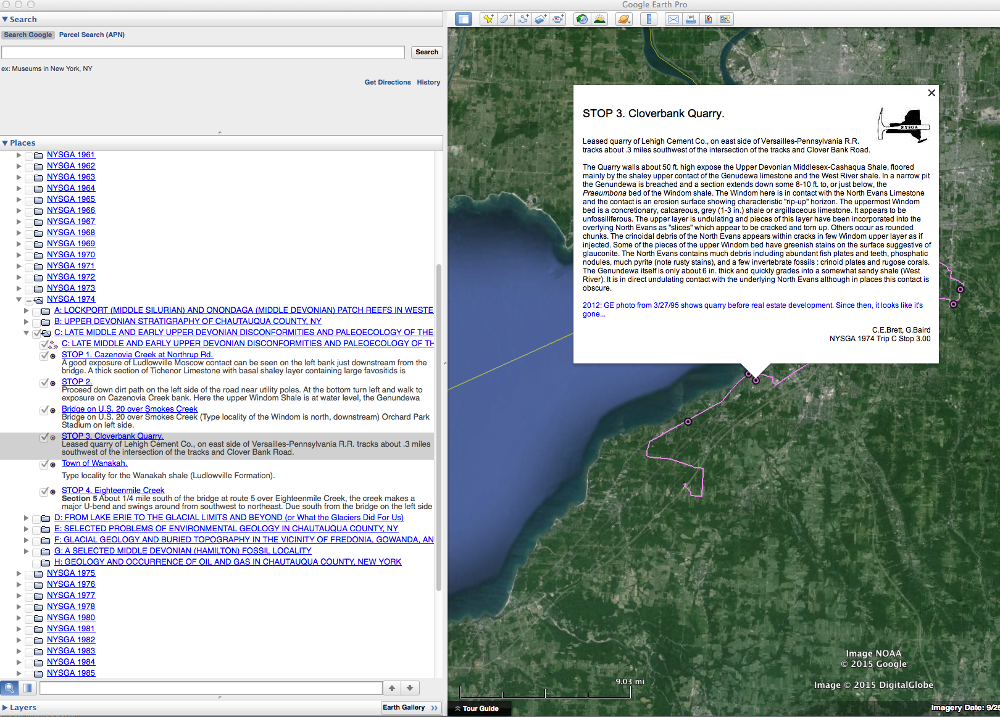 Google Earth Pro
Search
Search Google Parcel Search (APN)
Search
ex: Museums in New York, NY
Get Directions History
Places
NYSGA 1961
NYSGA 1962
NYSGA 1963
NYSGA 1964
NYSGA 1965
NYSGA 1966
NYSGA 1967
NYSGA 1968
NYSGA 1969
NYSGA 1970
NYSGA 1971
NYSGA 1972
NYSGA 1973
NYSGA 1974
A: LOCKPORT (MIDDLE SILURIAN) AND ONONDAGA (MIDDLE DEVONIAN) PATCH REEFS IN WESTE
B: UPPER DEVONIAN STRATIGRAPHY OF CHAUTAUQUA COUNTY, NY
C: LATE MIDDLE AND EARLY UPPER DEVONIAN DISCONFORMITIES AND PALEOECOLOGY OF THE
C: LATE MIDDLE AND EARLY UPPER DEVONIAN DISCONFORMITIES AND PALEOECOLOGY OF TH
STOP 1. Cazenovia Creek at Northrup Rd.
A good exposure of Ludlowville Moscow contact can be seen on the left bank just downstream from the
bridge. A thick section of Tichenor Limestone with basal shaley layer containing large favositids is
STOP 2.
Proceed down dirt path on the left side of the road near utility poles. At the bottom turn left and walk to
exposure on Cazenovia Creek bank. Here the upper Windom Shale is at water level, the Genundewa
Bridge on U.S. 20 over Smokes Creek
Bridge on U.S. 20 over Smokes Creek (Type locality of the Windom is north, downstream) Orchard Park
Stadium on left side.
STOP 3. Cloverbank Quarry.
Leased quarry of Lehigh Cement Co., on east side of Versailles-Pennsylvania R.R. tracks about .3 miles
southwest of the intersection of the tracks and Clover Bank Road.
Town of Wanakah.
Type locality for the Wanakah shale (Ludlowville Formation).
STOP 4. Eighteenmile Creek
Section 5 About 1/4 mile south of the bridge at route 5 over Eighteenmile Creek, the creek makes a
major U-bend and swings around from southwest to northeast. Due south from the bridge on the left side
D: FROM LAKE ERIE TO THE GLACIAL LIMITS AND BEYOND (or What the Glaciers Did For Us)
E: SELECTED PROBLEMS OF ENVIRONMENTAL GEOLOGY IN CHAUTAUQUA COUNTY, NY
F: GLACIAL GEOLOGY AND BURIED TOPOGRAPHY IN THE VICINITY OF FREDONIA, GOWANDA, AN
G: A SELECTED MIDDLE DEVONIAN (HAMILTON) FOSSIL LOCALITY
H: GEOLOGY AND OCCURRENCE OF OIL AND GAS IN CHAUTAUQUA COUNTY, NEW YORK
NYSGA 1975
NYSGA 1976
NYSGA 1977
NYSGA 1978
NYSGA 1980
NYSGA 1981
NYSGA 1982
NYSGA 1983
NYSGA 1984
NYSGA 1985
Layers
Earth Gallery
STOP 3. Cloverbank Quarry.
NYSGA
Leased quarry of Lehigh Cement Co., on east side of Versailles-Pennsylvania R.R.
tracks about .3 miles southwest of the intersection of the tracks and Clover Bank Road.
The Quarry walls about 50 ft. high expose the Upper Devonian Middlesex-Cashaqua Shale, floored
mainly by the shaley upper contact of the Genudewa limestone and the West River shale. In a narrow pit
the Genundewa is breached and a section extends down some 8-10 ft. to, or just below, the
Praeumbona bed of the Windom shale. The Windom here is in contact with the North Evans Limestone
and the contact is an erosion surface showing characteristic "rip-up" horizon. The uppermost Windom
bed is a concretionary, calcareous, grey (1-3 in.) shale or argillaceous limestone. It appears to be
unfossiliferous. The upper layer is undulating and pieces of this layer have been incorporated into the
overlying North Evans as "slices" which appear to be cracked and torn up. Others occur as rounded
chunks. The crinoidal debris of the North Evans appears within cracks in few Windom upper layer as if
injected. Some of the pieces of the upper Windom bed have greenish stains on the surface suggestive of
glauconite. The North Evans contains much debris including abundant fish plates and teeth, phosphatic
nodules, much pyrite (note rusty stains), and a few invertebrate fossils : crinoid plates and rugose corals.
The Genundewa itself is only about 6 in. thick and quickly grades into a somewhat sandy shale (West
River). It is in direct undulating contact with the underlying North Evans although in places this contact is
obscure.
2012: GE photo from 3/27/95 shows quarry before real estate development. Since then, it looks like it's
gone...
C.E.Brett, G.Baird
NYSGA 1974 Trip C Stop 3.00
Image NOAA
© 2015 Google
Image © 2015 DigitalGlobe
9.03 mi
Tour Guide
Imagery Date: 9/25